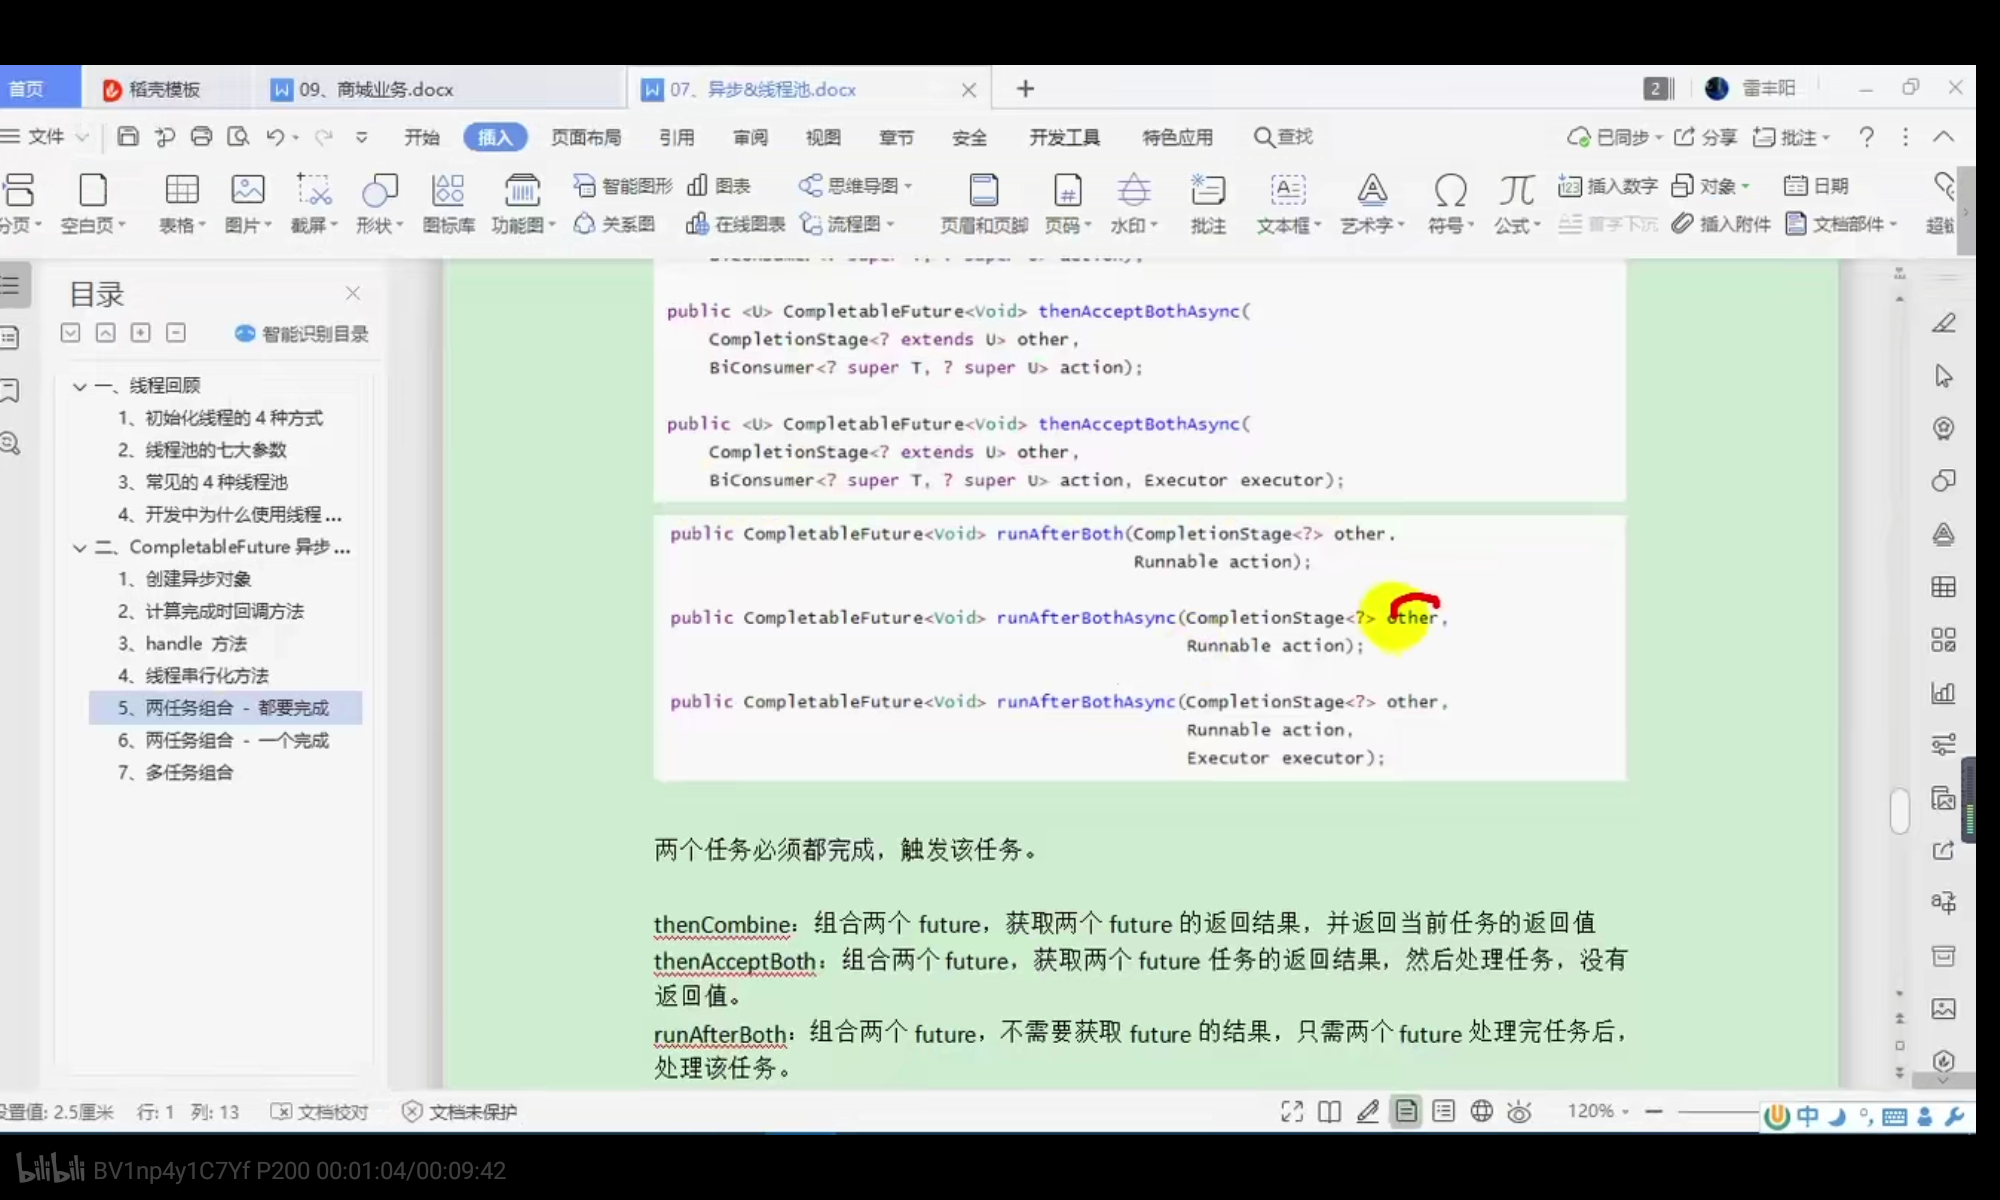 首页
稻壳模板
09、商城业务.docx
07、异步&线程池.docx
2
雷丰阳
文件
开始
插入
页面布局
引用
审阅
视图
章节
安全
开发工具
特色应用
查找
已同步
分享
批注
智能图形
图表
思维导图
插入数字
对象
日期
分页
空白页
表格
图片
截屏
形状
图标库
功能图
关系图
在线图表
流程图
页眉和页脚
页码
水印
批注
文本框
艺术字
符号
公式
首字下沉
插入附件
文档部件
目录
智能识别目录
一、线程回顾
1、初始化线程的 4 种方式
2、线程池的七大参数
3、常见的 4 种线程池
4、开发中为什么使用线程...
二、CompletableFuture 异步...
1、创建异步对象
2、计算完成时回调方法
3、handle 方法
4、线程串行化方法
5、两任务组合 - 都要完成
6、两任务组合 - 一个完成
7、多任务组合
public <U> CompletableFuture<Void> thenAcceptBothAsync(
CompletionStage<? extends U> other,
BiConsumer<? super T, ? super U> action);
public <U> CompletableFuture<Void> thenAcceptBothAsync(
CompletionStage<? extends U> other,
BiConsumer<? super T, ? super U> action, Executor executor);
public CompletableFuture<Void> runAfterBoth(CompletionStage<?> other,
Runnable action);
public CompletableFuture<Void> runAfterBothAsync(CompletionStage<?> other,
Runnable action);
public CompletableFuture<Void> runAfterBothAsync(CompletionStage<?> other,
Runnable action,
Executor executor);
两个任务必须都完成，触发该任务。
thenCombine：组合两个 future，获取两个 future 的返回结果，并返回当前任务的返回值
thenAcceptBoth：组合两个 future，获取两个 future 任务的返回结果，然后处理任务，没有
返回值。
runAfterBoth：组合两个 future，不需要获取 future 的结果，只需两个 future 处理完任务后，
处理该任务。
设置值: 2.5厘米
行: 1
列: 13
文档校对
文档未保护
120%
中
bilibili BV1np4y1C7Yf P200 00:01:04/00:09:42